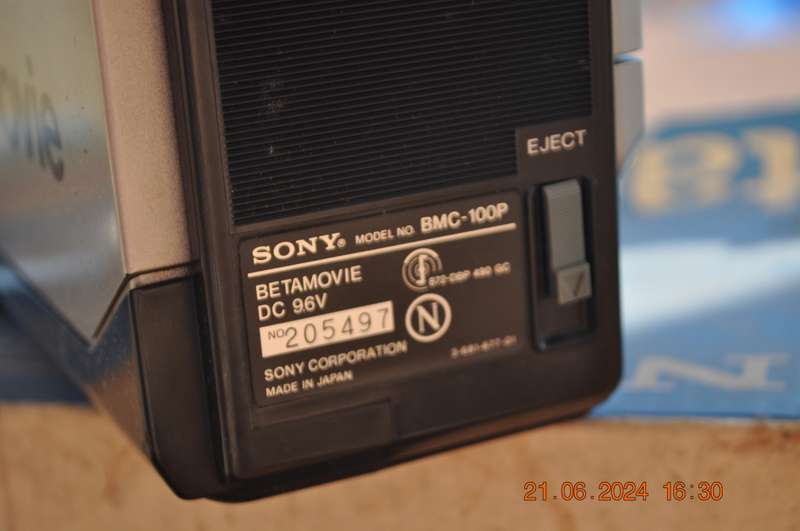 EJECT
SONY® MODEL NO. BMC-100P
BETAMOVIE
DC 9.6V
NO. 205497
N
SONY CORPORATION
MADE IN JAPAN
21.06.2024 16:30